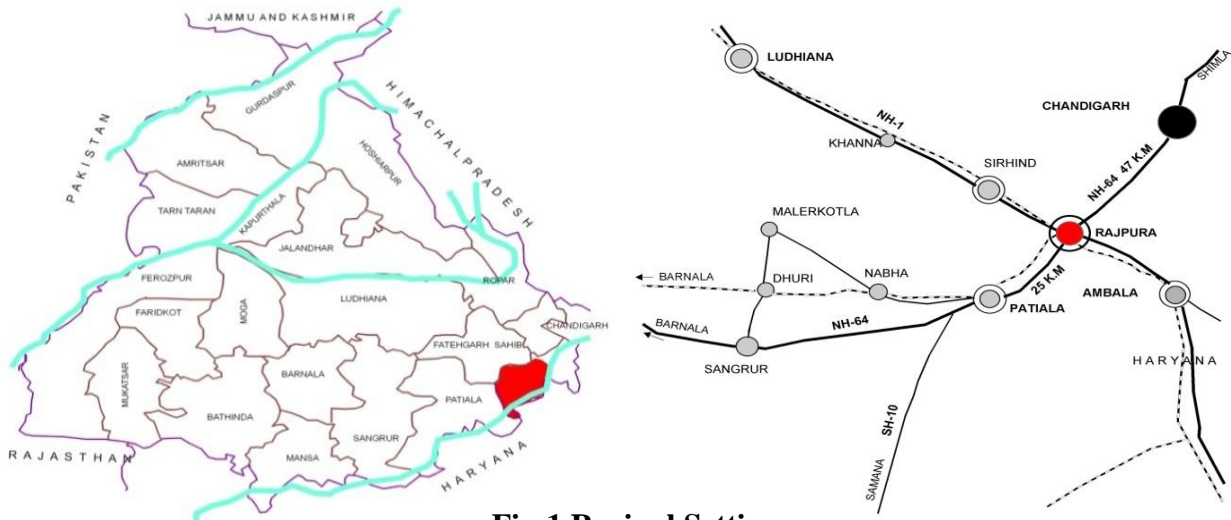 JAMMU AND KASHMIR
GURDASPUR
HIMACHALPRADESH
PAKISTAN
AMRITSAR
HOSHIARPUR
TARN TARAN
KAPURTHALA
JALANDHAR
FEROZPUR
ROPAR
FARIDKOT
MOGA
LUDHIANA
CHANDIGARH
FATEHGARH SAHIB
MUKATSAR
BARNALA
PATIALA
BATHINDA
SANGRUR
RAJASTHAN
MANSA
HARYANA
LUDHIANA
SHIMLA
CHANDIGARH
NH-1
KHANNA
SIRHIND
NH-64 47 K.M
MALERKOTLA
RAJPURA
BARNALA
DHURI
NABHA
25 K.M
AMBALA
PATIALA
BARNALA
NH-64
SANGRUR
HARYANA
SH-10
SAMANA
Fig 1